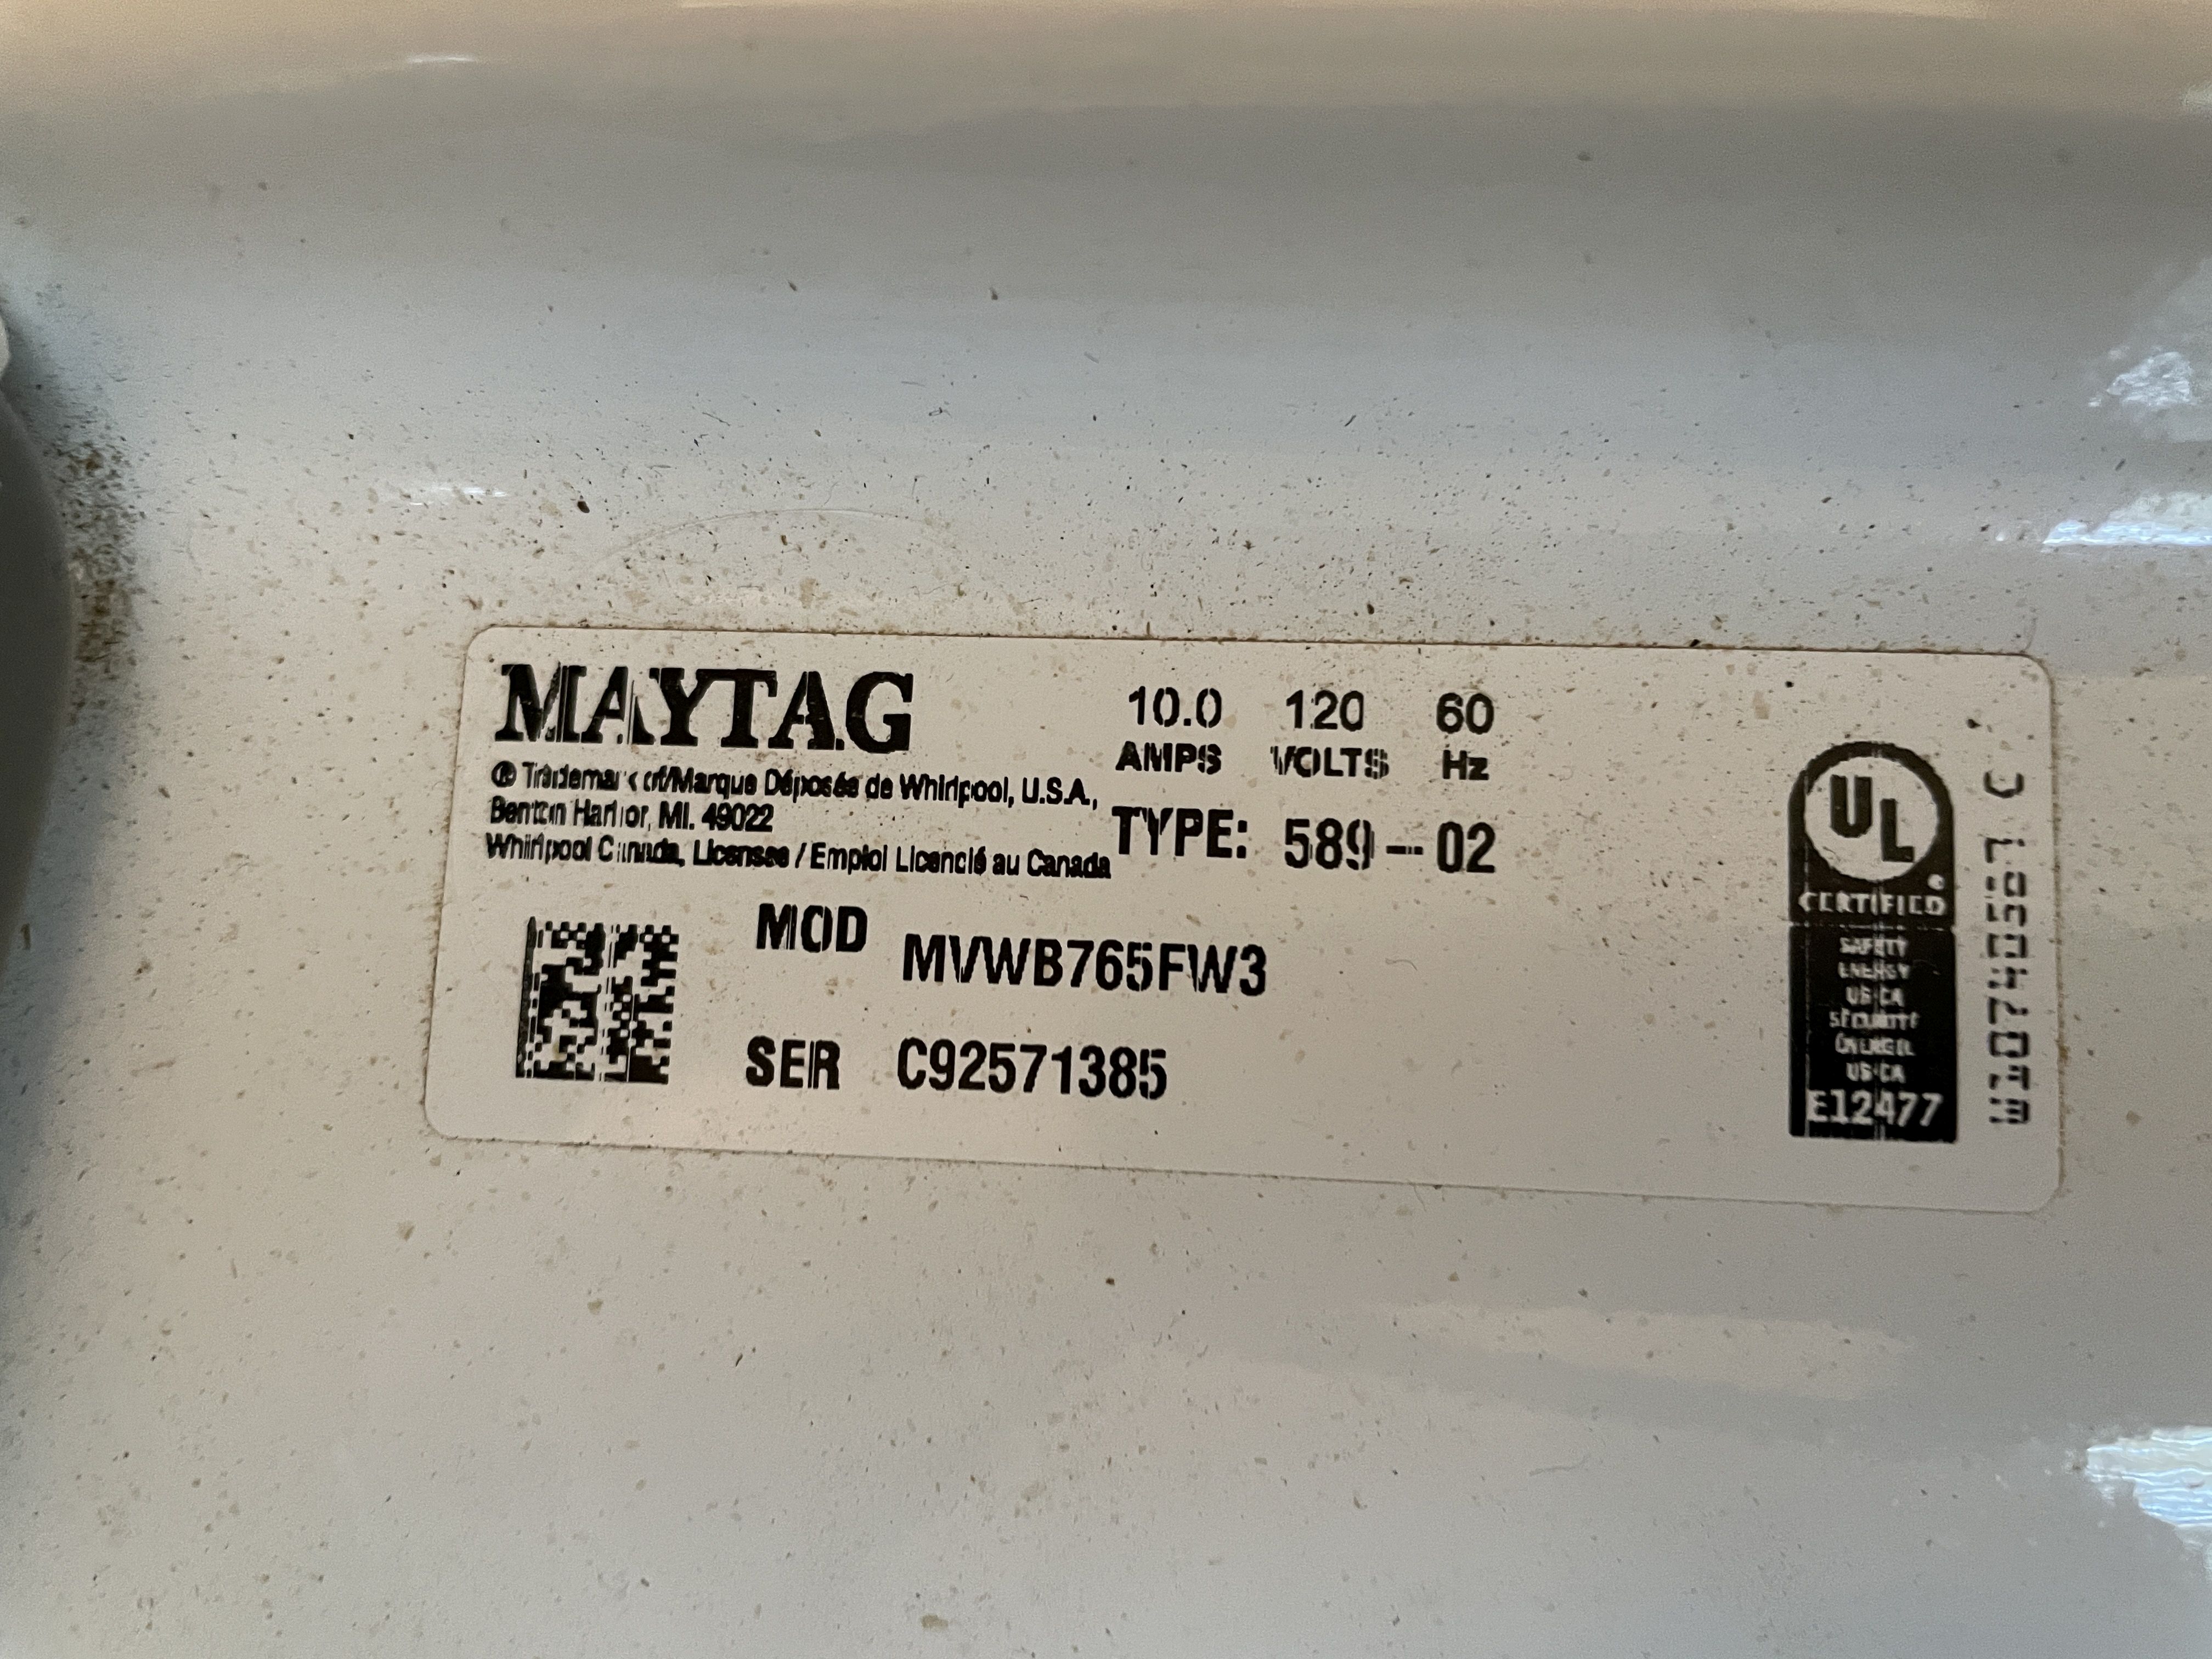 MAYTAG
10.0 120 60
AMPS VOLTS Hz
® Trademark of/Marque Déposée de Whirlpool, U.S.A.,
Benton Harbor, MI. 49022
Whirlpool Canada, Licensee / Emploi Licencié au Canada
TYPE: 589-02
MOD MVWB765FW3
SER C92571385
UL
®
CERTIFIED
SAFETY
ENERGY
US CA
SÉCURITÉ
ÉNERGIE
US CA
E12477
W10740567 C